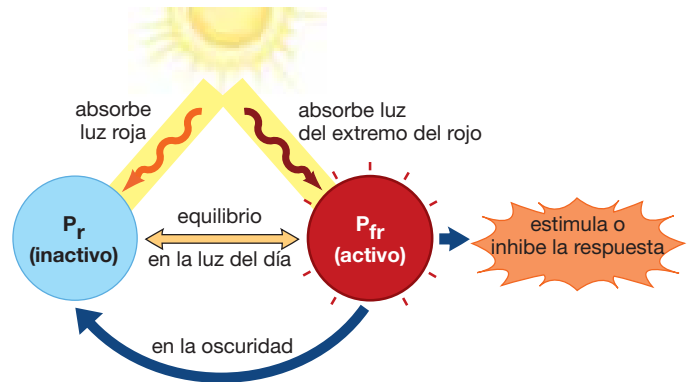 absorbe
luz roja
absorbe luz
del extremo del rojo
Pr
(inactivo)
equilibrio
en la luz del día
Pfr
(activo)
estimula o
inhibe la respuesta
en la oscuridad